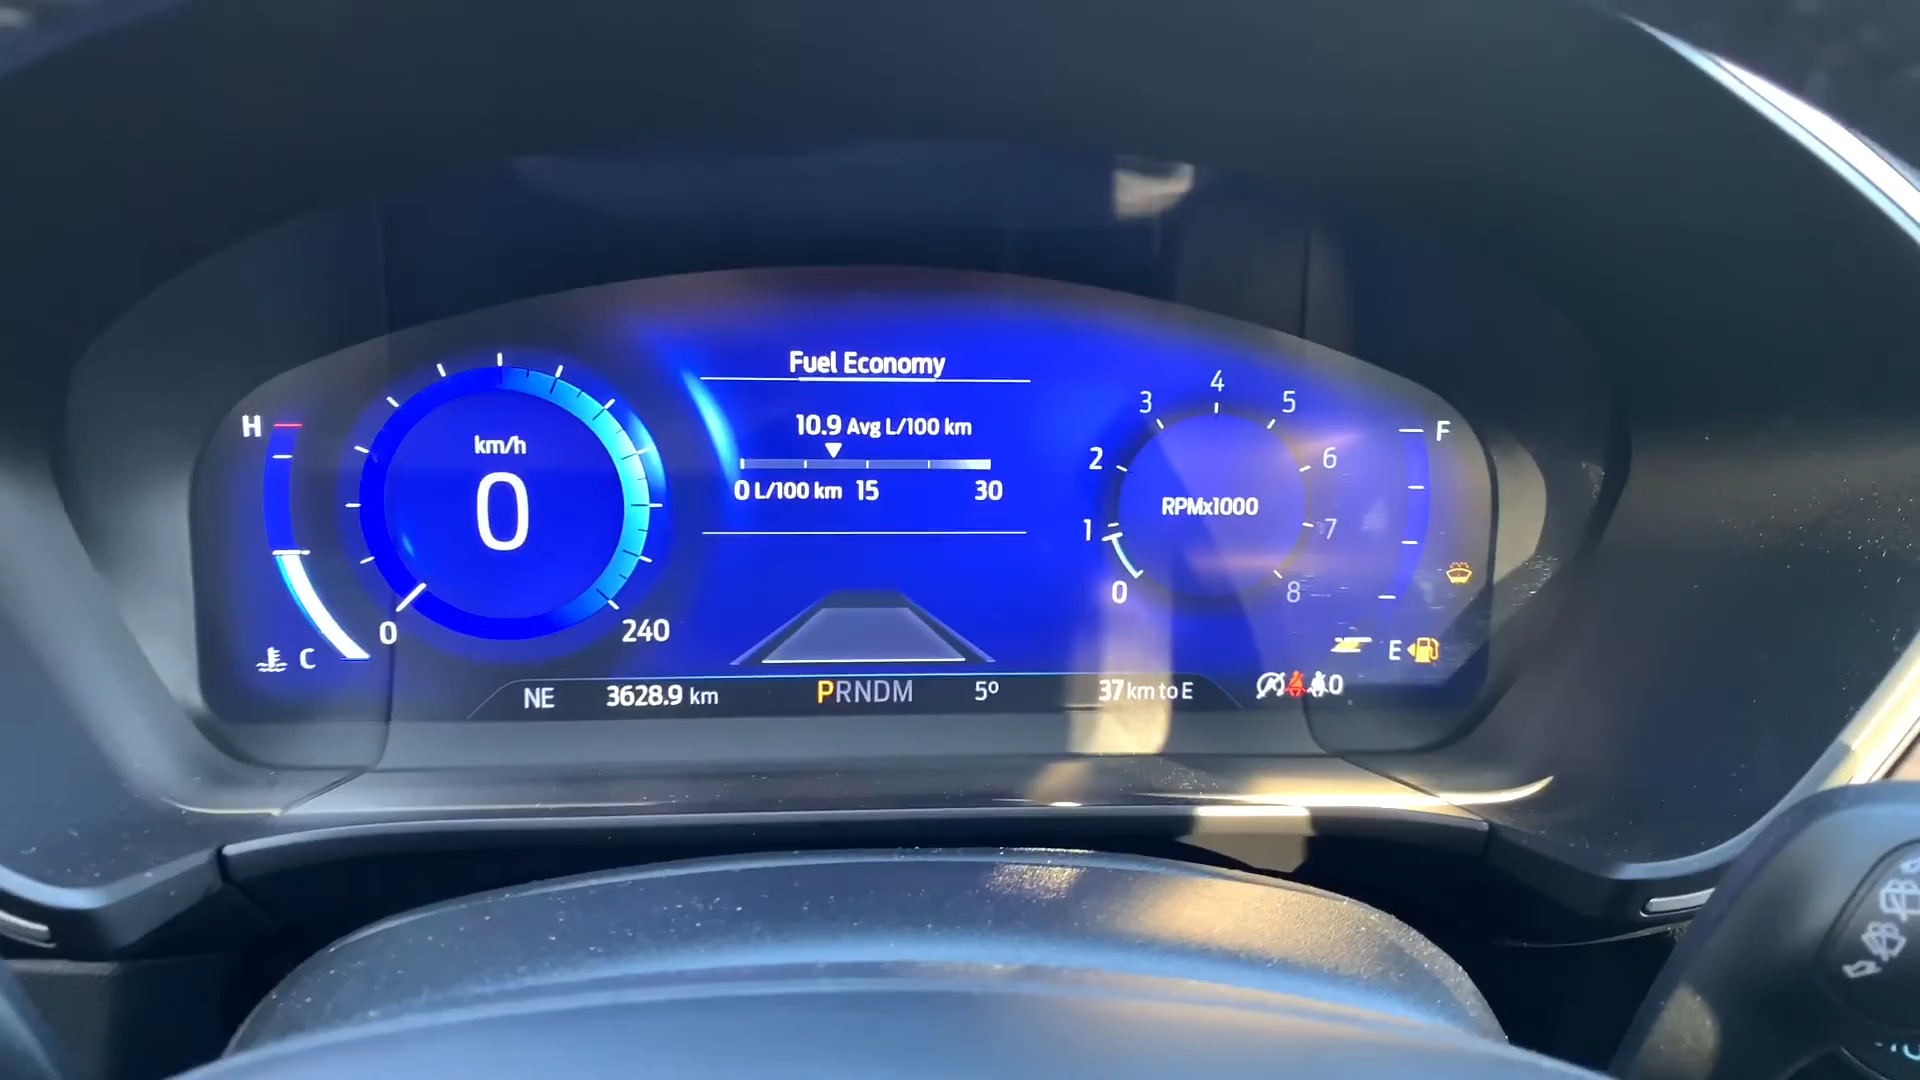 Fuel Economy
10.9 Avg L/100 km
0 L/100 km 15 30
H
C
km/h
0
0
240
RPMx1000
0
1
2
3
4
5
6
7
8
F
E
NE 3628.9 km PRNDM 5º 37 km to E 0